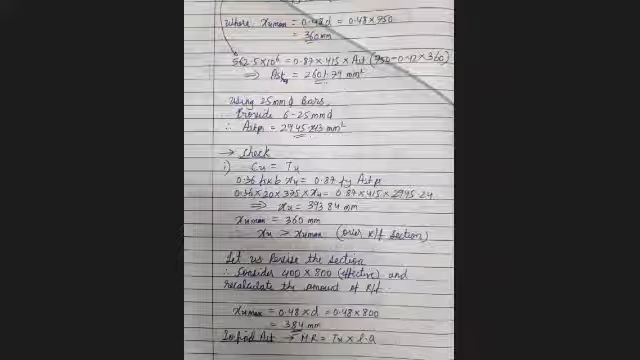 where, xumax = 0.48d = 0.48 × 750
= 360mm
562.5×10⁶ = 0.87 × 415 × Ast (750 - 0.42 × 360)
⇒ Ast = 2601.79 mm²
Using 25mm ϕ Bars,
Provide 6-25mm ϕ
∴ Astp = 2945.243 mm²
→ Check
i) Cu = Tu
0.36 fck b xu = 0.87 fy Astp
0.36 × 20 × 375 × xu = 0.87 × 415 × 2945.24
⇒ xu = 393.84 mm
xumax = 360 mm
∴ xu > xumax (over R/f section)
Let us Revise the section
∴ Consider 400 × 800 (effective) and
recalculate the amount of R/f.
xumax = 0.48 × d = 0.48 × 800
= 384 mm
To find Ast → MR = Tu × l.a